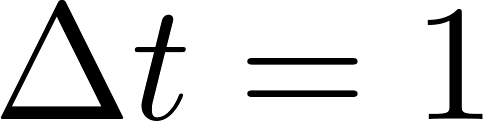 Δt = 1